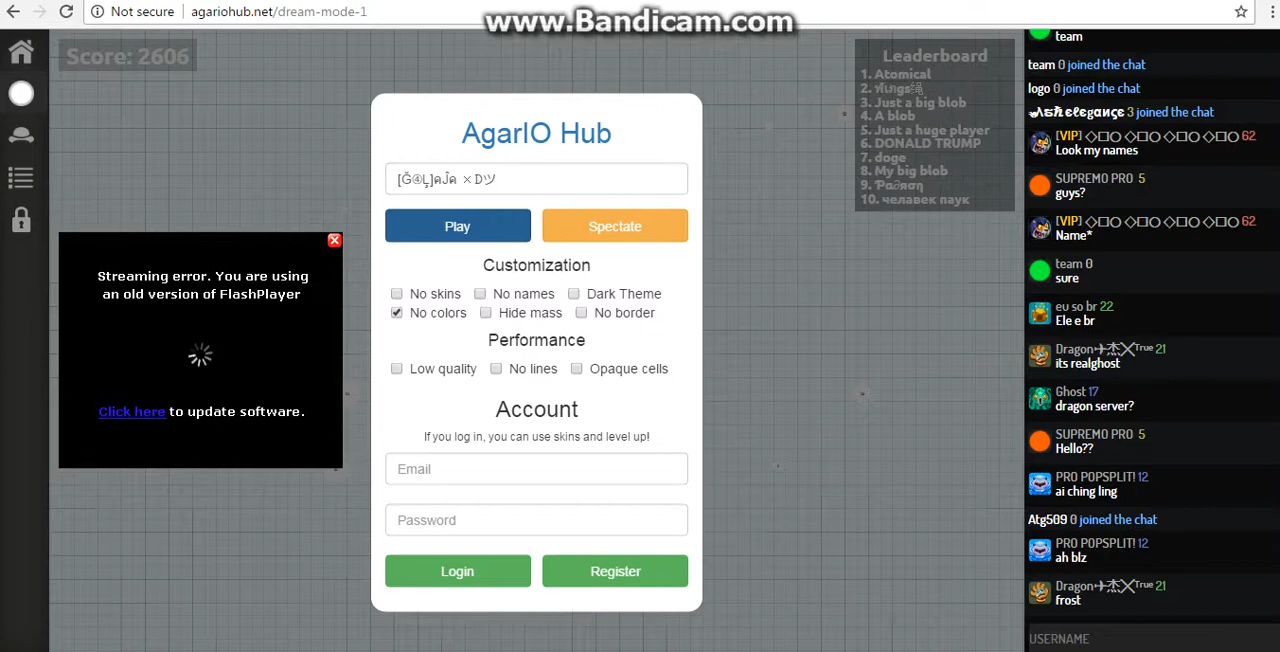 Not secure | agariohub.net/dream-mode-1
www.Bandicam.com
Score: 2606
AgarIO Hub
Play
Spectate
Customization
No skins
No names
Dark Theme
No colors
Hide mass
No border
Performance
Low quality
No lines
Opaque cells
Account
If you log in, you can use skins and level up!
Email
Password
Login
Register
Streaming error. You are using
an old version of FlashPlayer
Click here to update software.
Leaderboard
1. Atomical
2.
3. Just a big blob
4. A blob
5. Just a huge player
6. DONALD TRUMP
7. doge
8. My big blob
9. Ƥα∂яση
10. человек паук
team
team 0 joined the chat
logo 0 joined the chat
3 joined the chat
[VIP] ◇□○ ◇□○ ◇□○ ◇□○ 62
Look my names
SUPREMO PRO 5
guys?
[VIP] ◇□○ ◇□○ ◇□○ ◇□○ 62
Name*
team 0
sure
eu so br 22
Ele e br
Dragon✈杰╳ᵀʳᵘᵉ 21
its realghost
Ghost 17
dragon server?
SUPREMO PRO 5
Hello??
PRO POPSPLIT! 12
ai ching ling
Atg509 0 joined the chat
PRO POPSPLIT! 12
ah blz
Dragon✈杰╳ᵀʳᵘᵉ 21
frost
USERNAME